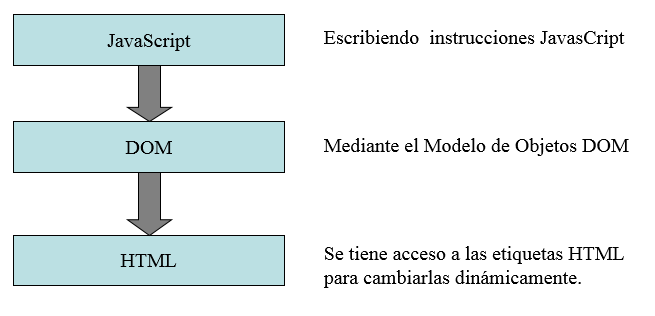 JavaScript
Escribiendo instrucciones JavasCript
DOM
Mediante el Modelo de Objetos DOM
HTML
Se tiene acceso a las etiquetas HTML
para cambiarlas dinámicamente.